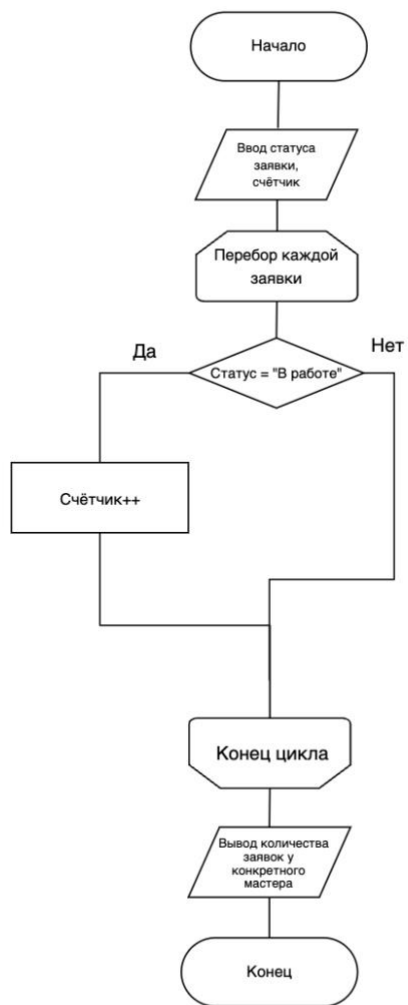 Начало
Ввод статуса
заявки,
счётчик
Перебор каждой
заявки
Да
Нет
Статус = "В работе"
Счётчик++
Конец цикла
Вывод количества
заявок у
конкретного
мастера
Конец